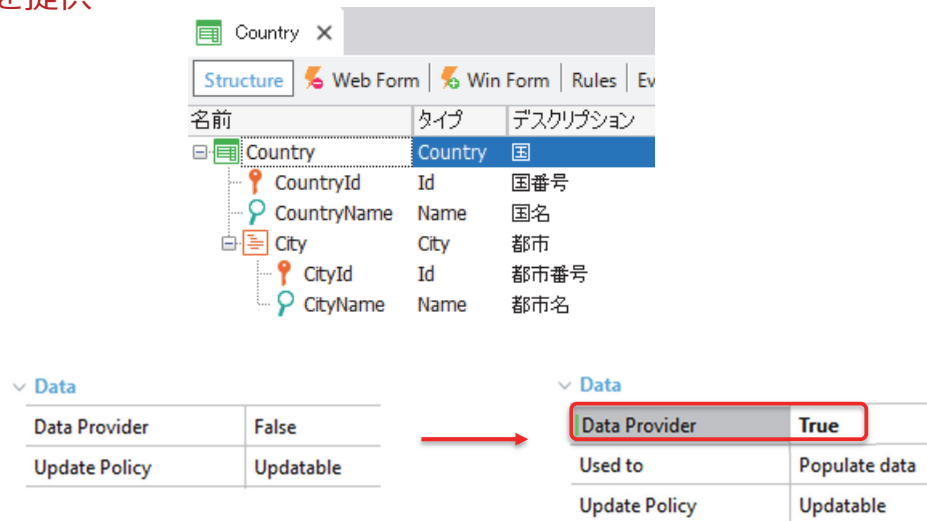 を提供
Country
Structure Web Form Win Form Rules Ev
名前 タイプ デスクリプション
Country Country 国
CountryId Id 国番号
CountryName Name 国名
City City 都市
CityId Id 都市番号
CityName Name 都市名
Data
Data Provider False
Update Policy Updatable
Data
Data Provider True
Used to Populate data
Update Policy Updatable